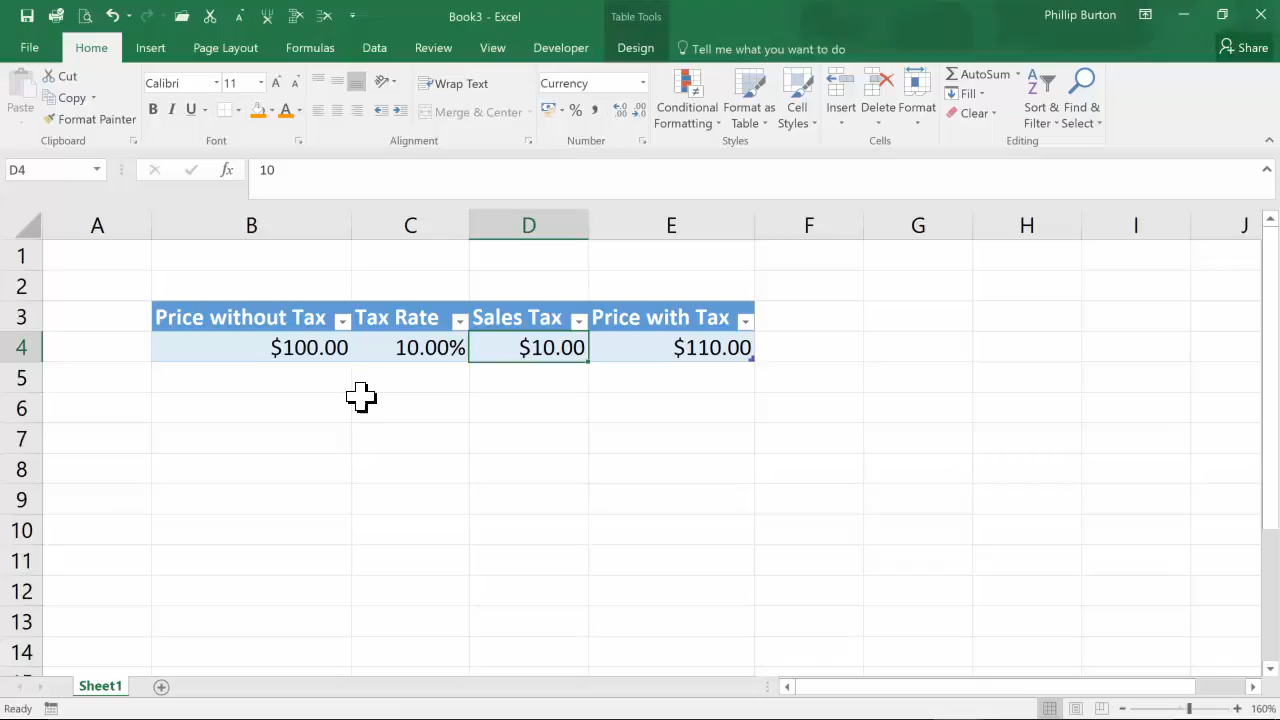 Book3 - Excel
Table Tools
Phillip Burton
File Home Insert Page Layout Formulas Data Review View Developer Design Tell me what you want to do Share
Paste
Cut
Copy
Format Painter
Clipboard
Calibri 11
B I U A
Font
Wrap Text
Merge & Center
Alignment
Currency
%
Number
Conditional Formatting
Format as Table
Cell Styles
Styles
Insert Delete Format
Cells
AutoSum
Fill
Clear
Sort & Filter
Find & Select
Editing
D4 fx 10
A B C D E F G H I J
1
2
3 Price without Tax Tax Rate Sales Tax Price with Tax
4 $100.00 10.00% $10.00 $110.00
5
6
7
8
9
10
11
12
13
14
Sheet1
Ready 160%